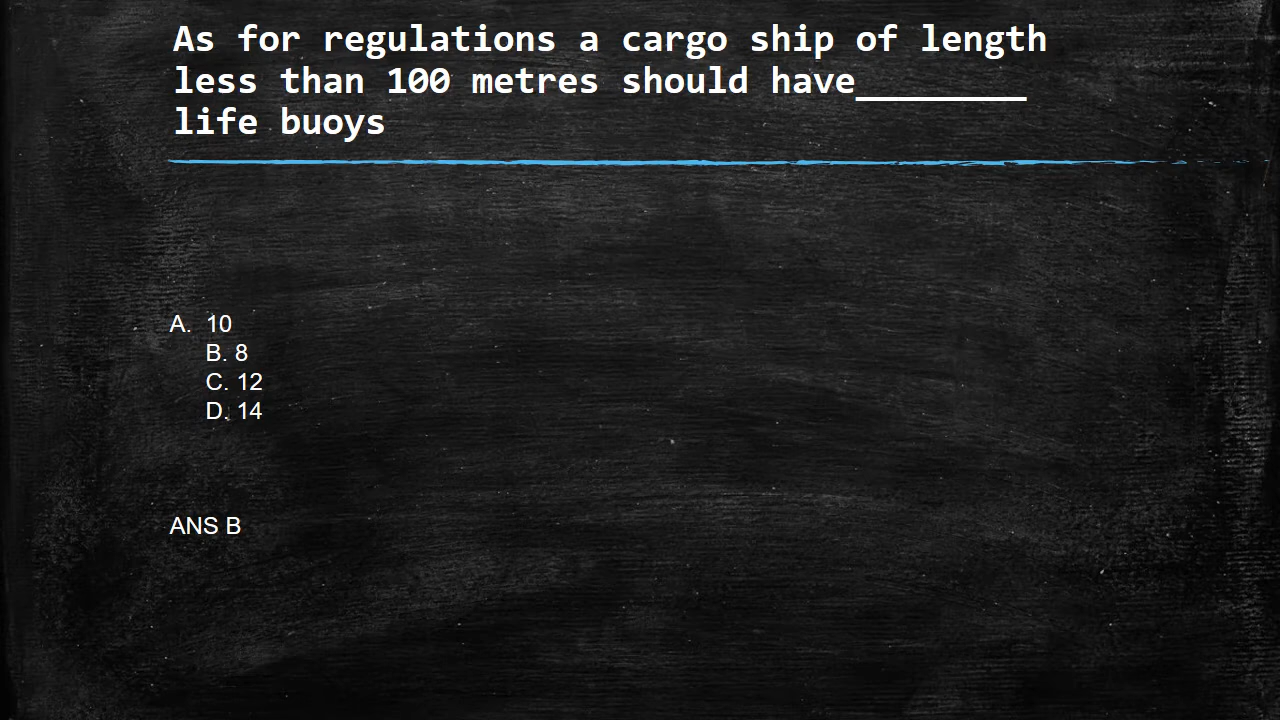 As for regulations a cargo ship of length
less than 100 metres should have________
life buoys
A. 10
B. 8
C. 12
D. 14
ANS B